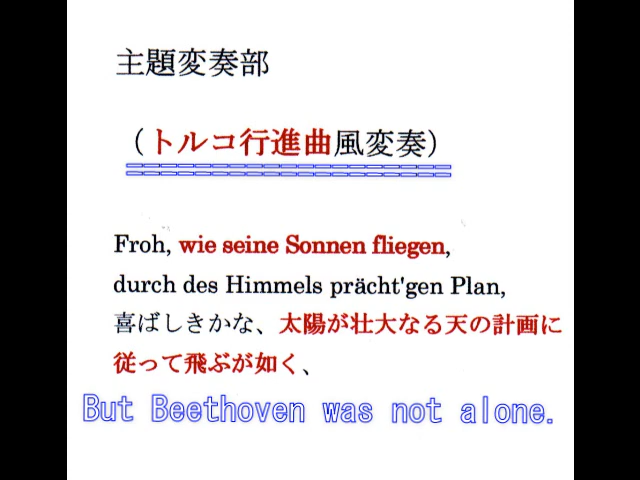 主題変奏部
（トルコ行進曲風変奏）
Froh, wie seine Sonnen fliegen,
durch des Himmels prächt'gen Plan,
喜ばしきかな、太陽が壮大なる天の計画に
従って飛ぶが如く、
But Beethoven was not alone.